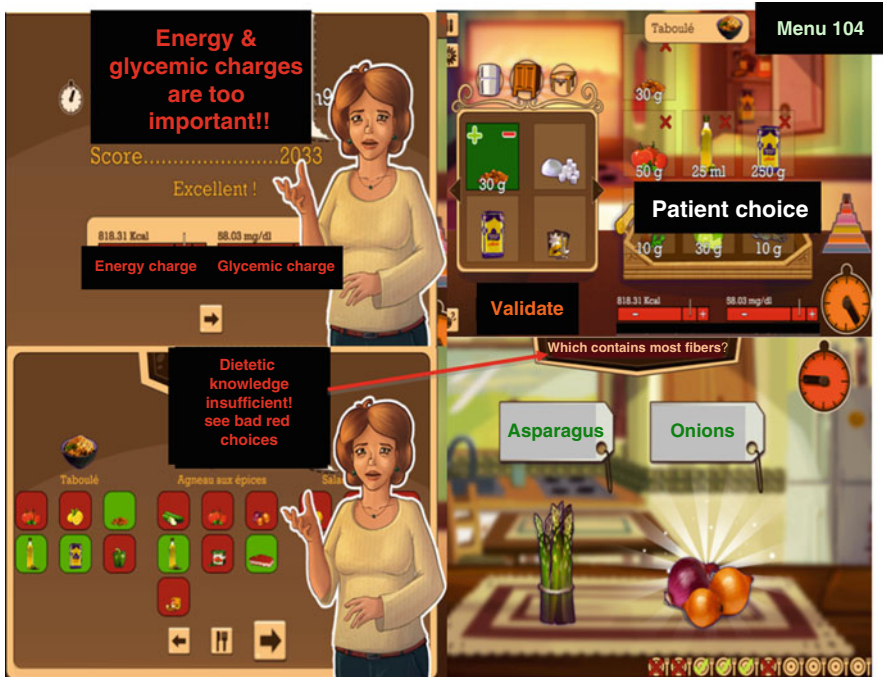 Energy &
glycemic charges
are too
important!!
Score.......................2033
Excellent !
818.31 Kcal
58.03 mg/dl
Energy charge
Glycemic charge
Taboulé
Menu 104
30 g
30 g
50 g
25 ml
250 g
Patient choice
10 g
30 g
10 g
Validate
818.31 Kcal
58.03 mg/dl
Dietetic
knowledge
insufficient!
see bad red
choices
Taboulé
Agneau aux épices
Which contains most fibers?
Asparagus
Onions